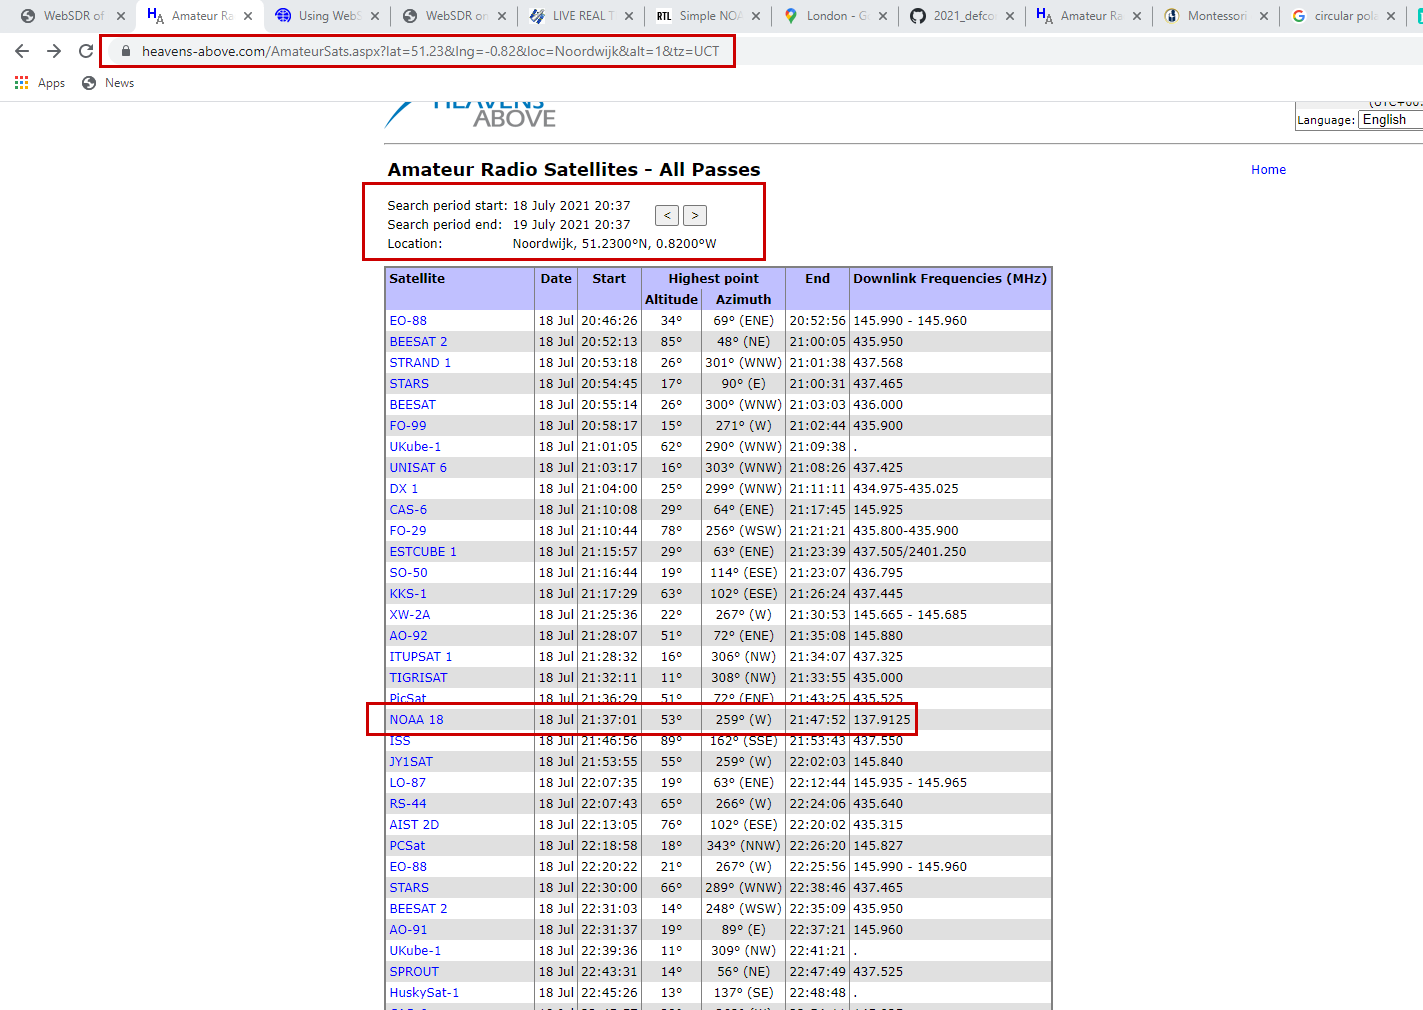 WebSDR of
Amateur Ra
Using WebS
WebSDR on
LIVE REAL T
RTL
Simple NOA
London - Go
2021_defco
Amateur Ra
Montessori
circular pola
heavens-above.com/AmateurSats.aspx?lat=51.23&lng=-0.82&loc=Noordwijk&alt=1&tz=UCT
Apps
News
HEAVENS
ABOVE
(UTC+00:
Language: English
Amateur Radio Satellites - All Passes
Home
Search period start: 18 July 2021 20:37
< >
Search period end: 19 July 2021 20:37
Location: Noordwijk, 51.2300°N, 0.8200°W
Satellite Date Start Highest point End Downlink Frequencies (MHz)
Altitude Azimuth
EO-88 18 Jul 20:46:26 34° 69° (ENE) 20:52:56 145.990 - 145.960
BEESAT 2 18 Jul 20:52:13 85° 48° (NE) 21:00:05 435.950
STRAND 1 18 Jul 20:53:18 26° 301° (WNW) 21:01:38 437.568
STARS 18 Jul 20:54:45 17° 90° (E) 21:00:31 437.465
BEESAT 18 Jul 20:55:14 26° 300° (WNW) 21:03:03 436.000
FO-99 18 Jul 20:58:17 15° 271° (W) 21:02:44 435.900
UKube-1 18 Jul 21:01:05 62° 290° (WNW) 21:09:38 .
UNISAT 6 18 Jul 21:03:17 16° 303° (WNW) 21:08:26 437.425
DX 1 18 Jul 21:04:00 25° 299° (WNW) 21:11:11 434.975-435.025
CAS-6 18 Jul 21:10:08 29° 64° (ENE) 21:17:45 145.925
FO-29 18 Jul 21:10:44 78° 256° (WSW) 21:21:21 435.800-435.900
ESTCUBE 1 18 Jul 21:15:57 29° 63° (ENE) 21:23:39 437.505/2401.250
SO-50 18 Jul 21:16:44 19° 114° (ESE) 21:23:07 436.795
KKS-1 18 Jul 21:17:29 63° 102° (ESE) 21:26:24 437.445
XW-2A 18 Jul 21:25:36 22° 267° (W) 21:30:53 145.665 - 145.685
AO-92 18 Jul 21:28:07 51° 72° (ENE) 21:35:08 145.880
ITUPSAT 1 18 Jul 21:28:32 16° 306° (NW) 21:34:07 437.325
TIGRISAT 18 Jul 21:32:11 11° 308° (NW) 21:33:55 435.000
PicSat 18 Jul 21:36:29 51° 72° (ENE) 21:43:25 435.525
NOAA 18 18 Jul 21:37:01 53° 259° (W) 21:47:52 137.9125
ISS 18 Jul 21:46:56 89° 162° (SSE) 21:53:43 437.550
JY1SAT 18 Jul 21:53:55 55° 259° (W) 22:02:03 145.840
LO-87 18 Jul 22:07:35 19° 63° (ENE) 22:12:44 145.935 - 145.965
RS-44 18 Jul 22:07:43 65° 266° (W) 22:24:06 435.640
AIST 2D 18 Jul 22:13:05 76° 102° (ESE) 22:20:02 435.315
PCSat 18 Jul 22:18:58 18° 343° (NNW) 22:26:20 145.827
EO-88 18 Jul 22:20:22 21° 267° (W) 22:25:56 145.990 - 145.960
STARS 18 Jul 22:30:00 66° 289° (WNW) 22:38:46 437.465
BEESAT 2 18 Jul 22:31:03 14° 248° (WSW) 22:35:09 435.950
AO-91 18 Jul 22:31:37 19° 89° (E) 22:37:21 145.960
UKube-1 18 Jul 22:39:36 11° 309° (NW) 22:41:21 .
SPROUT 18 Jul 22:43:31 14° 56° (NE) 22:47:49 437.525
HuskySat-1 18 Jul 22:45:26 13° 137° (SE) 22:48:48 .